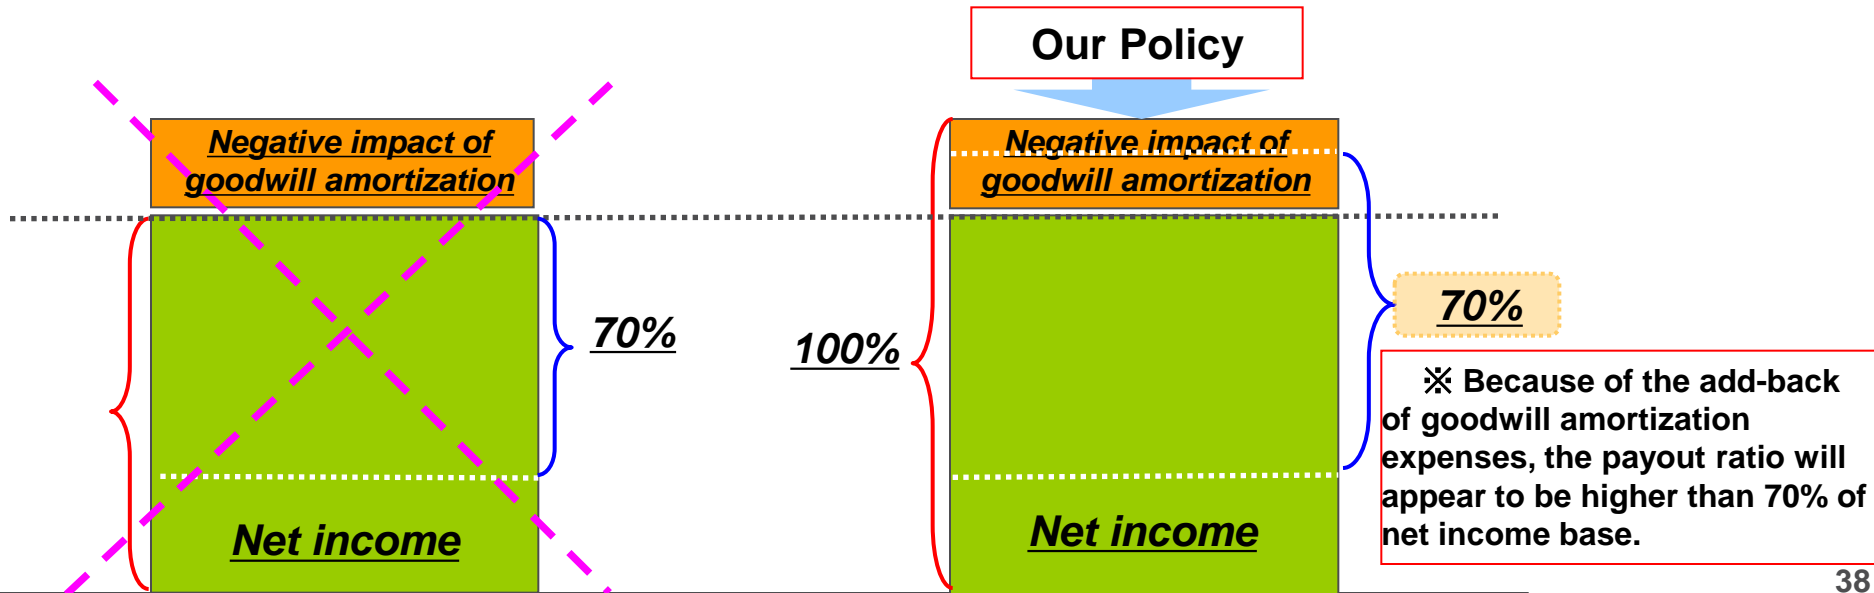 Our Policy
Negative impact of
goodwill amortization
70%
Net income
Negative impact of
goodwill amortization
100%
Net income
70%
※ Because of the add-back
of goodwill amortization
expenses, the payout ratio will
appear to be higher than 70% of
net income base.
38